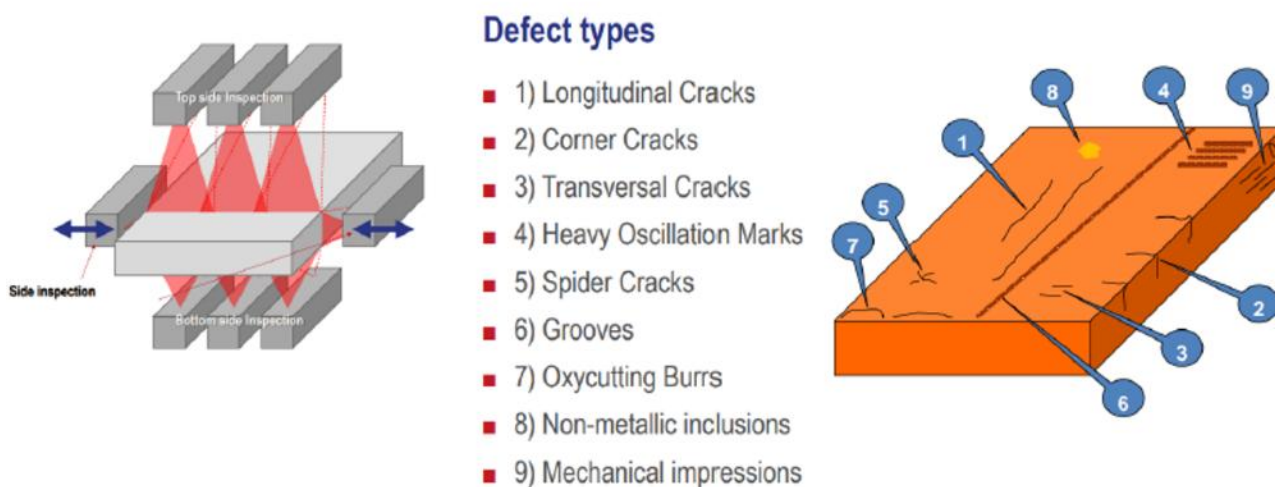 Top side Inspection
Side inspection
Bottom side Inspection
Defect types
1) Longitudinal Cracks
2) Corner Cracks
3) Transversal Cracks
4) Heavy Oscillation Marks
5) Spider Cracks
6) Grooves
7) Oxycutting Burrs
8) Non-metallic inclusions
9) Mechanical impressions
8
4
9
1
5
7
2
3
6